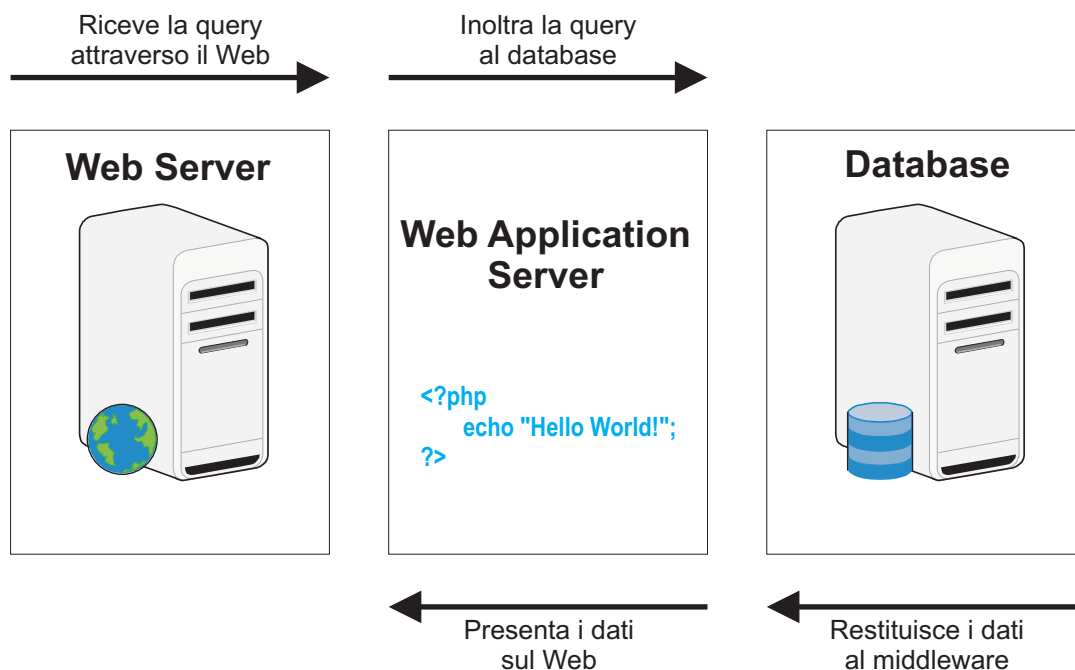 Riceve la query
attraverso il Web
Inoltra la query
al database
Web Server
Web Application
Server
<?php
echo "Hello World!";
?>
Database
Presenta i dati
sul Web
Restituisce i dati
al middleware